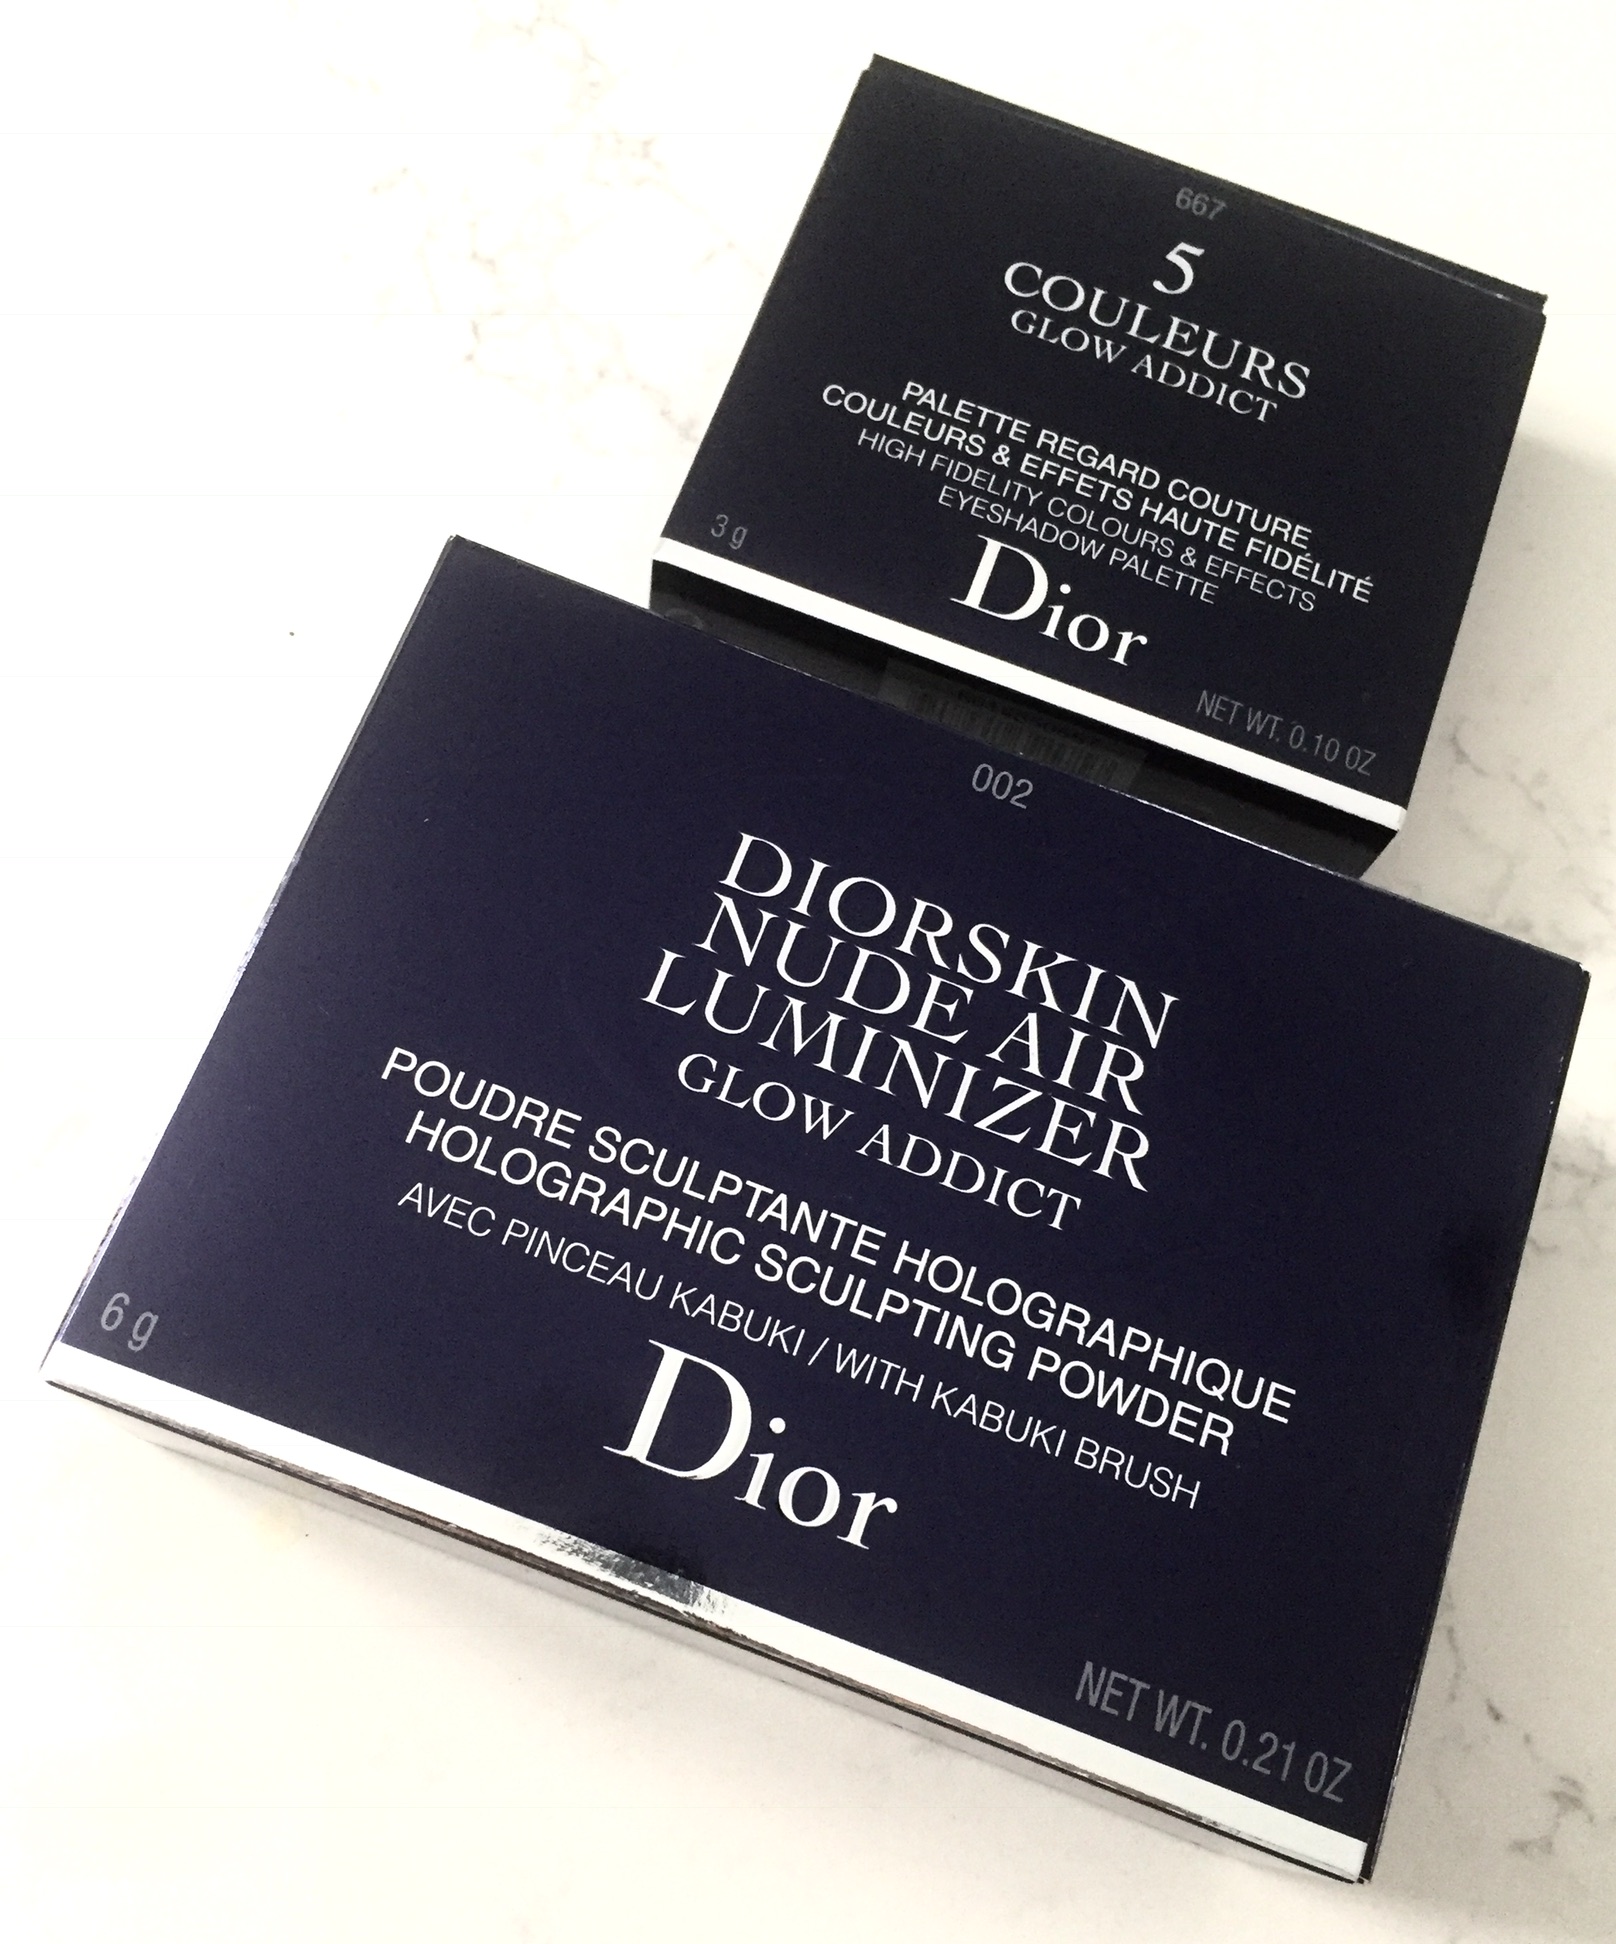 667
5
COULEURS
GLOW ADDICT
PALETTE REGARD COUTURE
COULEURS & EFFETS HAUTE FIDÉLITÉ
HIGH FIDELITY COLOURS & EFFECTS
EYESHADOW PALETTE
3 g
Dior
NET WT. 0.10 OZ
002
DIORSKIN
NUDE AIR
LUMINIZER
GLOW ADDICT
POUDRE SCULPTANTE HOLOGRAPHIQUE
HOLOGRAPHIC SCULPTING POWDER
AVEC PINCEAU KABUKI / WITH KABUKI BRUSH
6 g
Dior
NET WT. 0.21 OZ